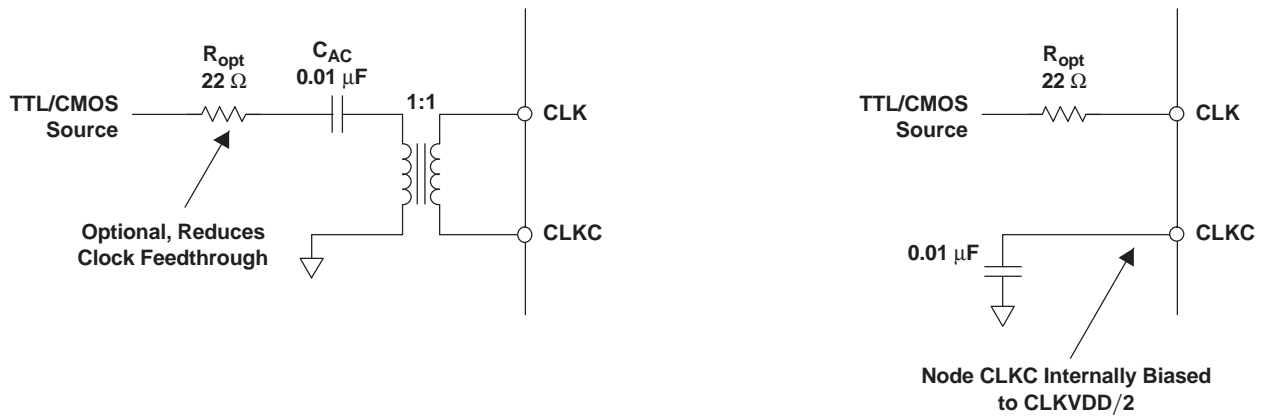 R_opt
22 Ω
C_AC
0.01 μF
TTL/CMOS
Source
1:1
CLK
CLKC
Optional, Reduces
Clock Feedthrough
R_opt
22 Ω
TTL/CMOS
Source
CLK
CLKC
0.01 μF
Node CLKC Internally Biased
to CLKVDD/2